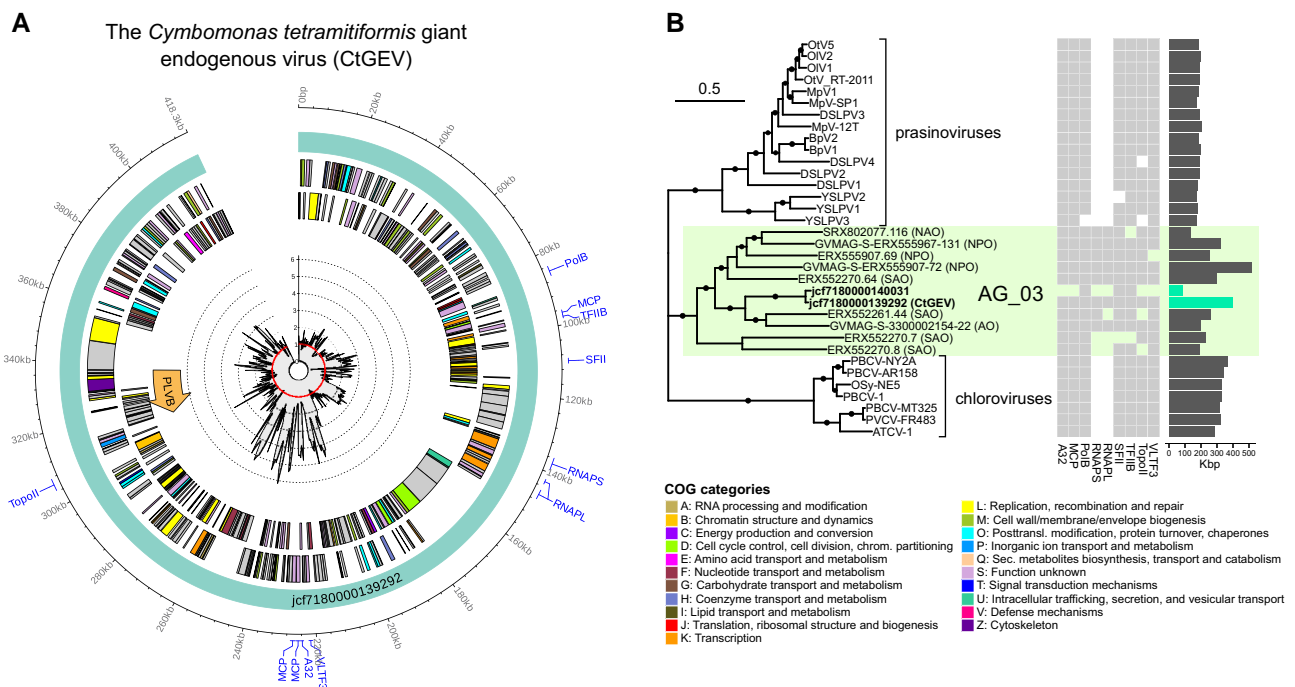 A
The Cymbomonas tetramitiformis giant
endogenous virus (CtGEV)
0bp
20kb
40kb
60kb
80kb
100kb
120kb
140kb
160kb
180kb
200kb
220kb
240kb
260kb
280kb
300kb
320kb
340kb
360kb
380kb
400kb
418.3kb
PolB
MCP
TFIIB
SFII
RNAPS
RNAPL
VLTF3
A32
MCP
MCP
TopoII
PLVB
6
5
4
3
2
1
0
jcf7180000139292
B
0.5
OtV5
OlV2
OlV1
OtV_RT-2011
MpV1
MpV-SP1
DSLPV3
MpV-12T
BpV2
BpV1
DSLPV4
DSLPV2
DSLPV1
YSLPV2
YSLPV1
YSLPV3
prasinoviruses
SRX802077.116 (NAO)
GVMAG-S-ERX555967-131 (NPO)
ERX555907.69 (NPO)
GVMAG-S-ERX555907-72 (NPO)
ERX552270.64 (SAO)
jcf7180000140031
jcf7180000139292 (CtGEV)
ERX552261.44 (SAO)
GVMAG-S-3300002154-22 (AO)
ERX552270.7 (SAO)
ERX552270.8 (SAO)
AG_03
PBCV-NY2A
PBCV-AR158
OSy-NE5
PBCV-1
PBCV-MT325
PVCV-FR483
ATCV-1
chloroviruses
A32
MCP
PolB
RNAPS
RNAPL
SFII
TFIIB
TopoII
VLTF3
0 100 200 300 400 500
Kbp
COG categories
A: RNA processing and modification
B: Chromatin structure and dynamics
C: Energy production and conversion
D: Cell cycle control, cell division, chrom. partitioning
E: Amino acid transport and metabolism
F: Nucleotide transport and metabolism
G: Carbohydrate transport and metabolism
H: Coenzyme transport and metabolism
I: Lipid transport and metabolism
J: Translation, ribosomal structure and biogenesis
K: Transcription
L: Replication, recombination and repair
M: Cell wall/membrane/envelope biogenesis
O: Posttransl. modification, protein turnover, chaperones
P: Inorganic ion transport and metabolism
Q: Sec. metabolites biosynthesis, transport and catabolism
S: Function unknown
T: Signal transduction mechanisms
U: Intracellular trafficking, secretion, and vesicular transport
V: Defense mechanisms
Z: Cytoskeleton